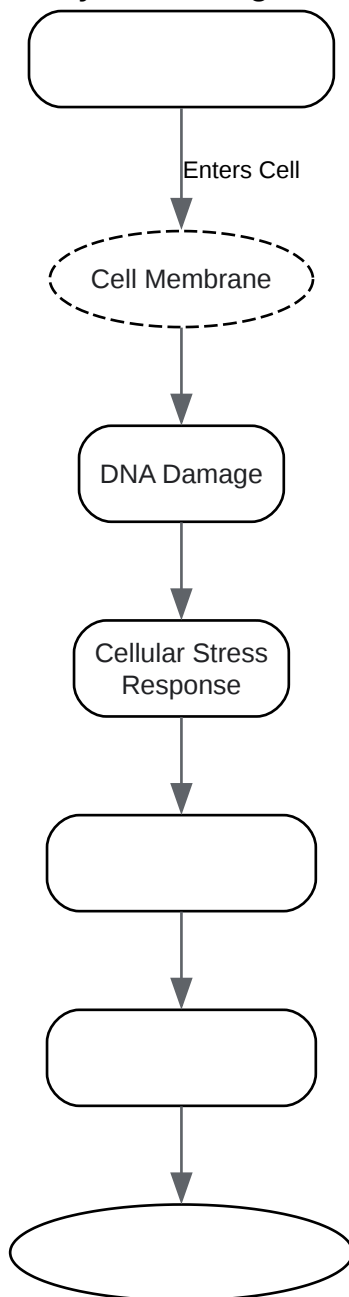 Enters Cell
Cell Membrane
DNA Damage
Cellular Stress
Response